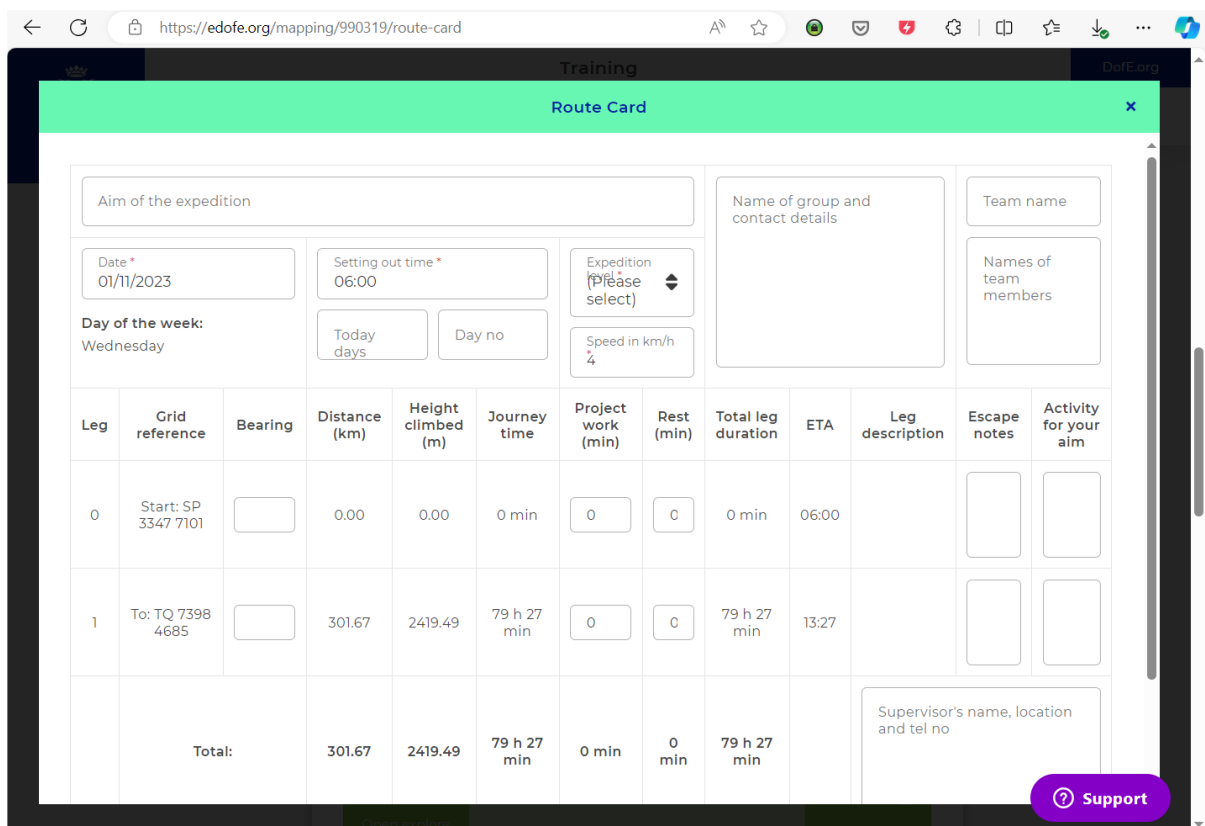 https://edofe.org/mapping/990319/route-card
Training
DofE.org
Route Card
×
Aim of the expedition
Name of group and
contact details
Team name
Date *
01/11/2023
Setting out time *
06:00
Expedition
level *
(Please
select)
Names of
team
members
Day of the week:
Wednesday
Today
days
Day no
Speed in km/h
*
4
Leg
Grid
reference
Bearing
Distance
(km)
Height
climbed
(m)
Journey
time
Project
work
(min)
Rest
(min)
Total leg
duration
ETA
Leg
description
Escape
notes
Activity
for your
aim
0
Start: SP
3347 7101
0.00
0.00
0 min
0
0
0 min
06:00
1
To: TQ 7398
4685
301.67
2419.49
79 h 27
min
0
0
79 h 27
min
13:27
Total:
301.67
2419.49
79 h 27
min
0 min
0
min
79 h 27
min
Supervisor's name, location
and tel no
? Support
Open explore